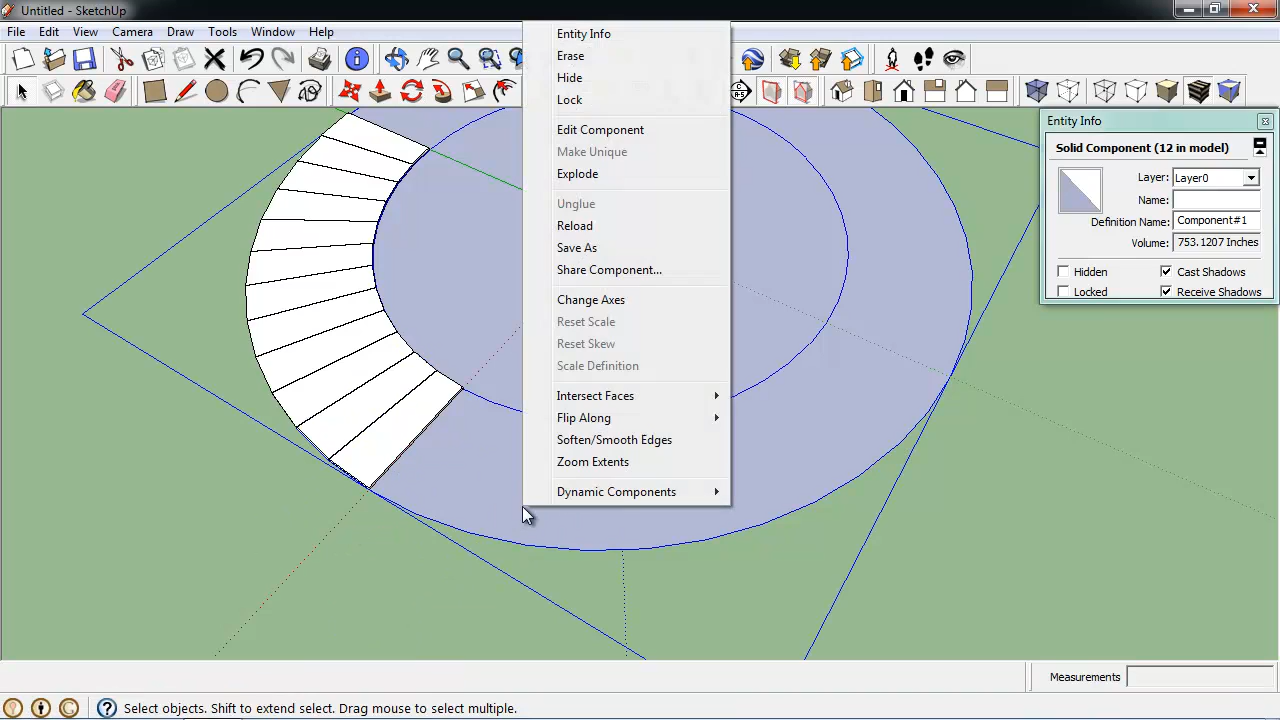 Untitled - SketchUp
File Edit View Camera Draw Tools Window Help
Entity Info
Erase
Hide
Lock
Edit Component
Make Unique
Explode
Unglue
Reload
Save As
Share Component...
Change Axes
Reset Scale
Reset Skew
Scale Definition
Intersect Faces
Flip Along
Soften/Smooth Edges
Zoom Extents
Dynamic Components
Entity Info
Solid Component (12 in model)
Layer: Layer0
Name:
Definition Name: Component#1
Volume: 753.1207 Inches
Hidden Cast Shadows
Locked Receive Shadows
Measurements
Select objects. Shift to extend select. Drag mouse to select multiple.